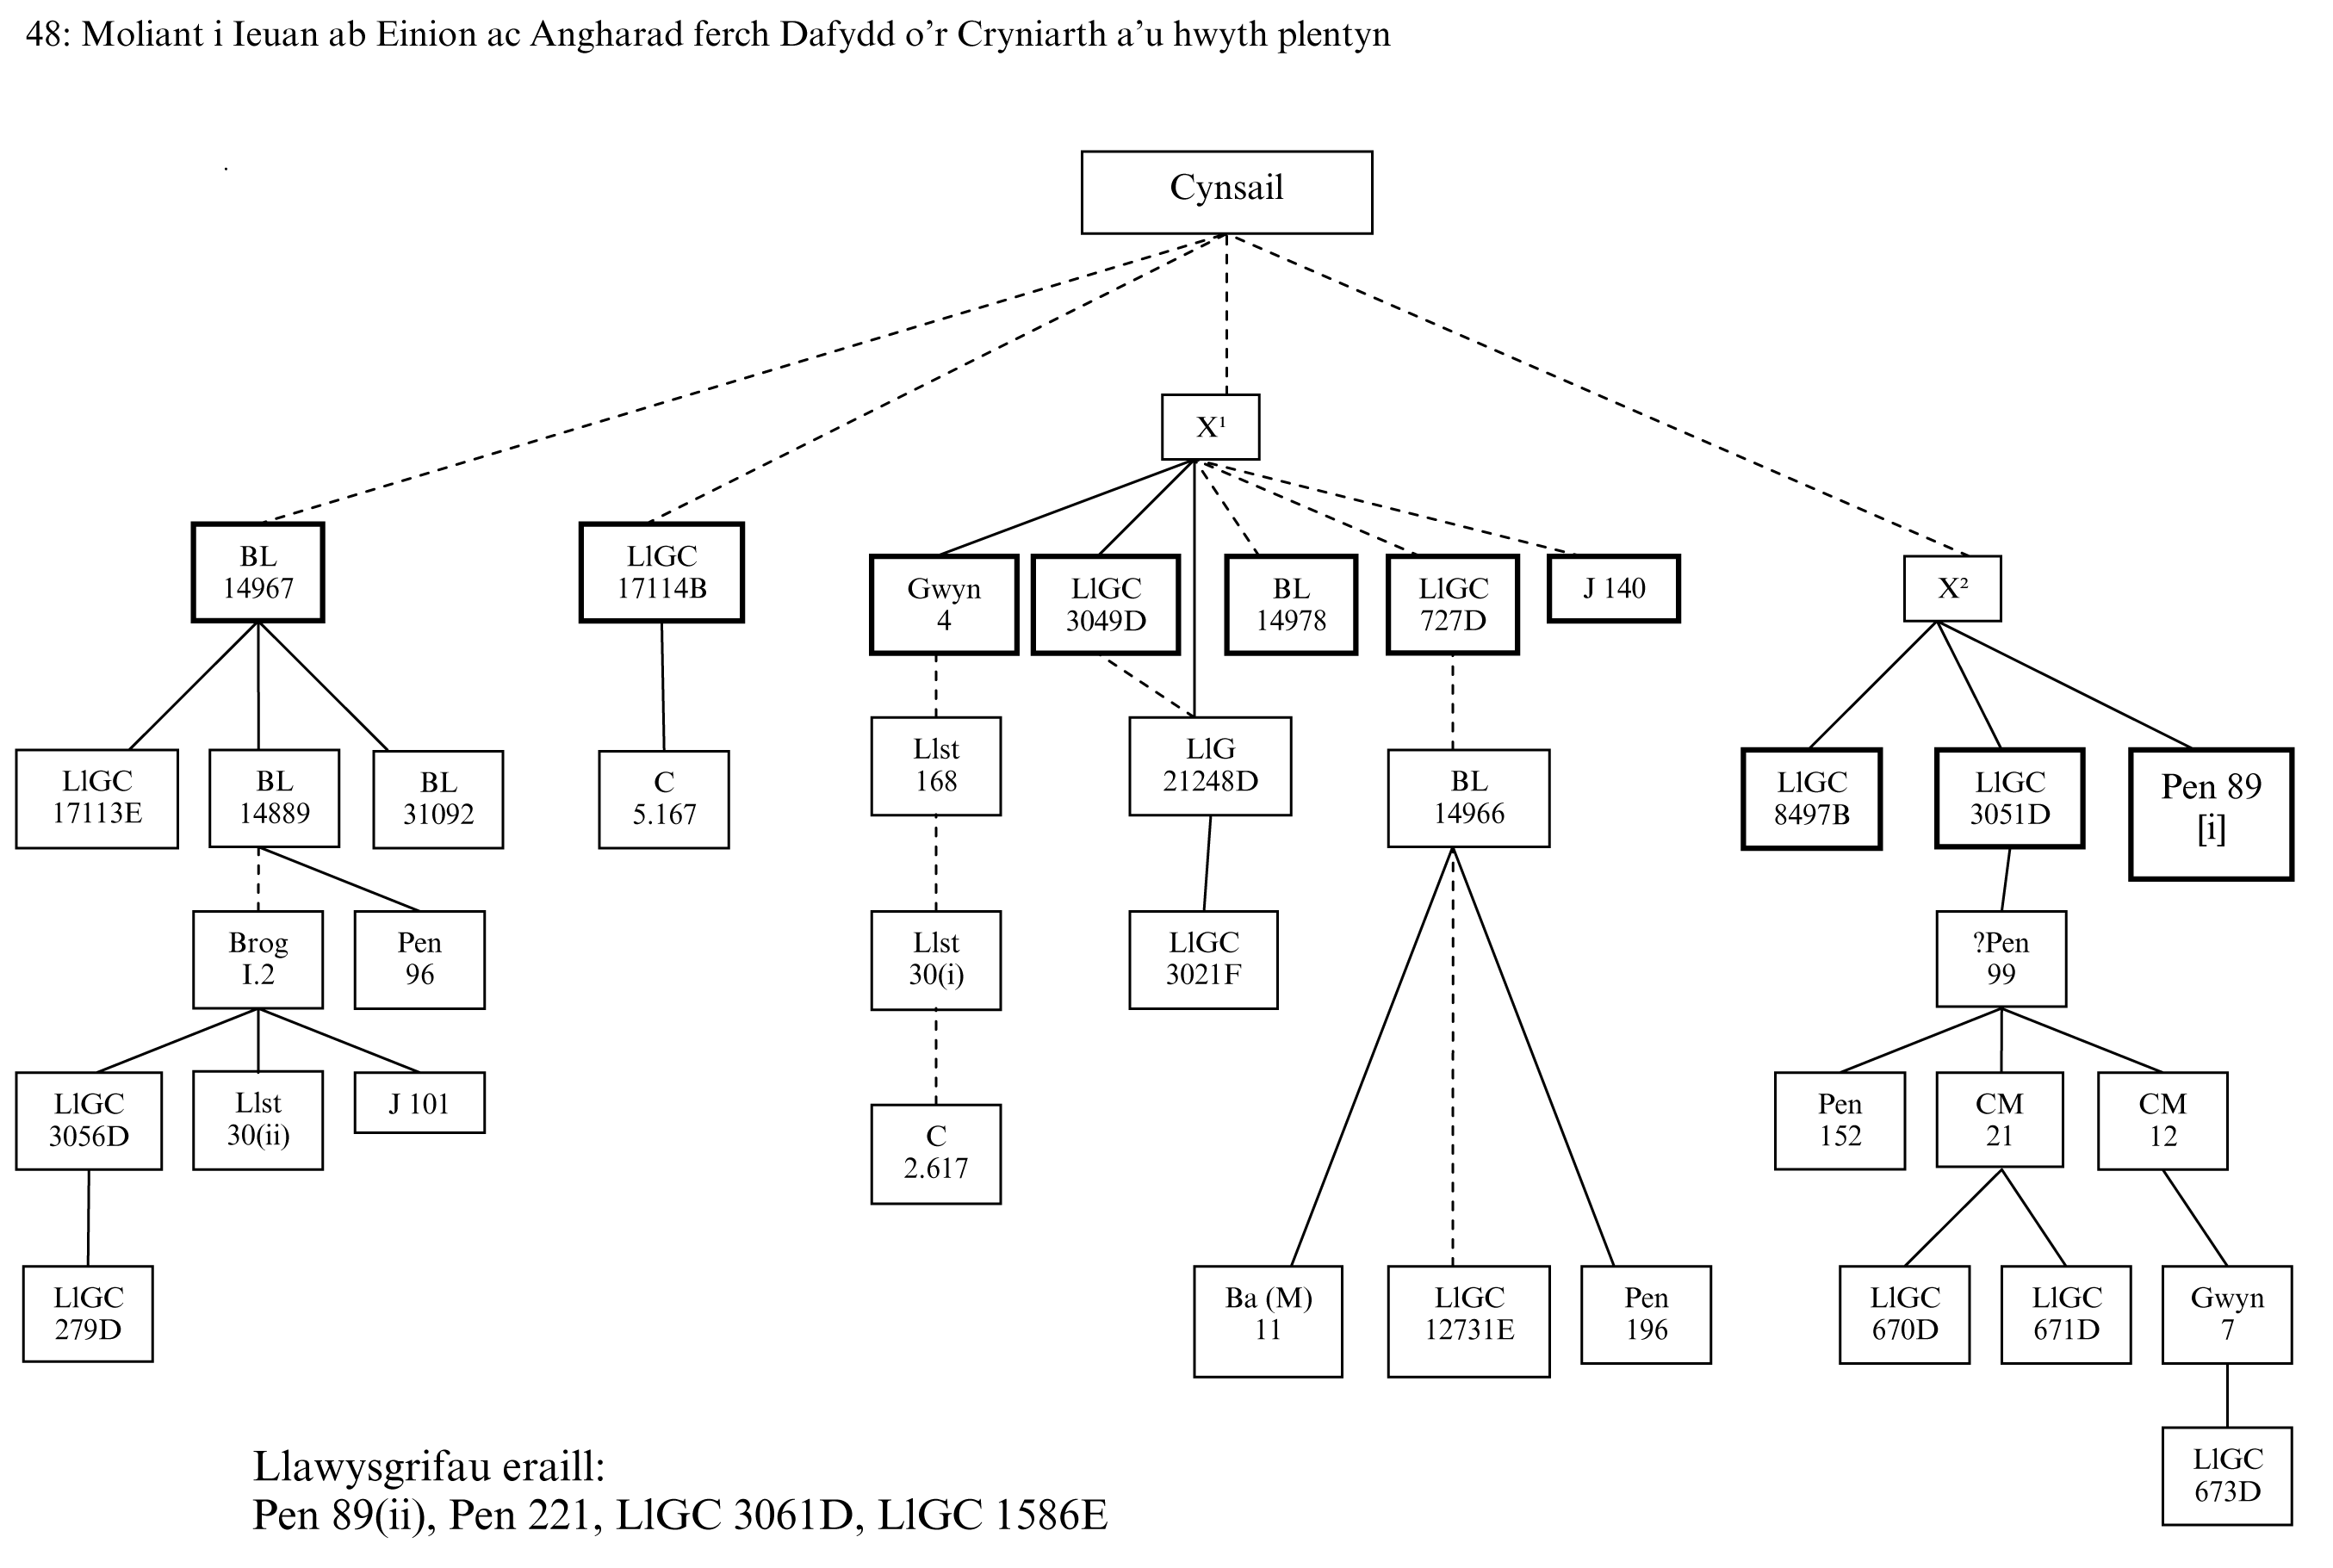 48: Moliant i Ieuan ab Einion ac Angharad ferch Dafydd o’r Cryniarth a’u hwyth plentyn
Cynsail
X¹
BL
14967
LlGC
17114B
Gwyn
4
LlGC
3049D
BL
14978
LlGC
727D
J 140
X²
LlGC
17113E
BL
14889
BL
31092
C
5.167
Llst
168
LlG
21248D
BL
14966
LlGC
8497B
LlGC
3051D
Pen 89
[i]
Brog
I.2
Pen
96
Llst
30(i)
LlGC
3021F
?Pen
99
LlGC
3056D
Llst
30(ii)
J 101
C
2.617
Pen
152
CM
21
CM
12
LlGC
279D
Ba (M)
11
LlGC
12731E
Pen
196
LlGC
670D
LlGC
671D
Gwyn
7
LlGC
673D
Llawysgrifau eraill:
Pen 89(ii), Pen 221, LlGC 3061D, LlGC 1586E